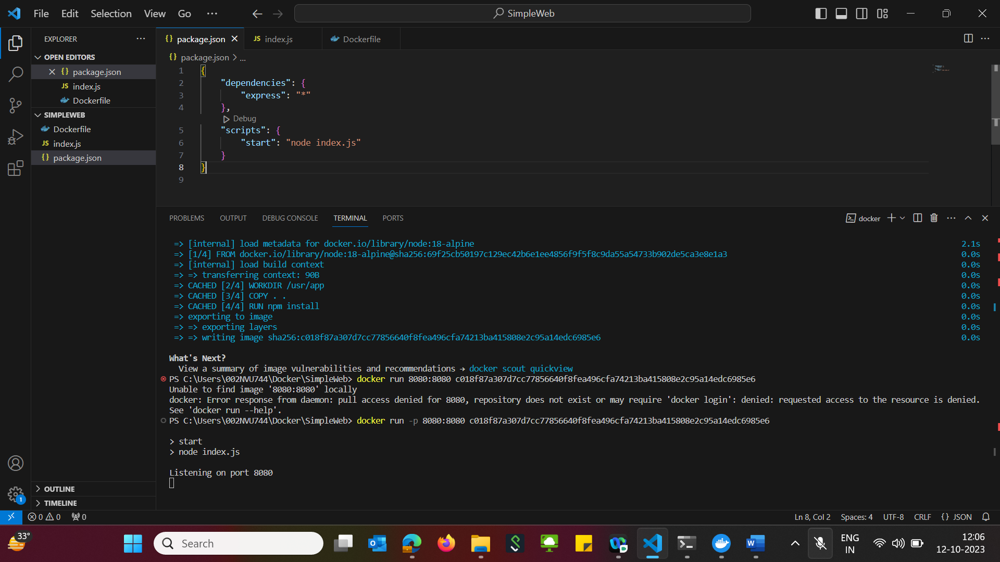 File Edit Selection View Go ··· SimpleWeb
EXPLORER ···
OPEN EDITORS
{} package.json
JS index.js
Dockerfile
SIMPLEWEB
Dockerfile
JS index.js
{} package.json
OUTLINE
TIMELINE
{} package.json JS index.js Dockerfile
{} package.json > ...
1 {
2 "dependencies": {
3 "express": "*"
4 },
Debug
5 "scripts": {
6 "start": "node index.js"
7 }
8 }
9
PROBLEMS OUTPUT DEBUG CONSOLE TERMINAL PORTS docker
=> [internal] load metadata for docker.io/library/node:18-alpine 2.1s
=> [1/4] FROM docker.io/library/node:18-alpine@sha256:69f25cb50197c129ec42b6e1ee4856f9f5f8c9da55a54733b902de5ca3e8e1a3 0.0s
=> [internal] load build context 0.0s
=> => transferring context: 90B 0.0s
=> CACHED [2/4] WORKDIR /usr/app 0.0s
=> CACHED [3/4] COPY . . 0.0s
=> CACHED [4/4] RUN npm install 0.0s
=> exporting to image 0.0s
=> => exporting layers 0.0s
=> => writing image sha256:c018f87a307d7cc77856640f8fea496cfa74213ba415808e2c95a14edc6985e6 0.0s
What's Next?
View a summary of image vulnerabilities and recommendations → docker scout quickview
PS C:\Users\002NVU744\Docker\SimpleWeb> docker run 8080:8080 c018f87a307d7cc77856640f8fea496cfa74213ba415808e2c95a14edc6985e6
Unable to find image '8080:8080' locally
docker: Error response from daemon: pull access denied for 8080, repository does not exist or may require 'docker login': denied: requested access to the resource is denied.
See 'docker run --help'.
PS C:\Users\002NVU744\Docker\SimpleWeb> docker run -p 8080:8080 c018f87a307d7cc77856640f8fea496cfa74213ba415808e2c95a14edc6985e6
> start
> node index.js
Listening on port 8080
1
0 0 0 Ln 8, Col 2 Spaces: 4 UTF-8 CRLF {} JSON
33° Search ENG IN 12:06
12-10-2023